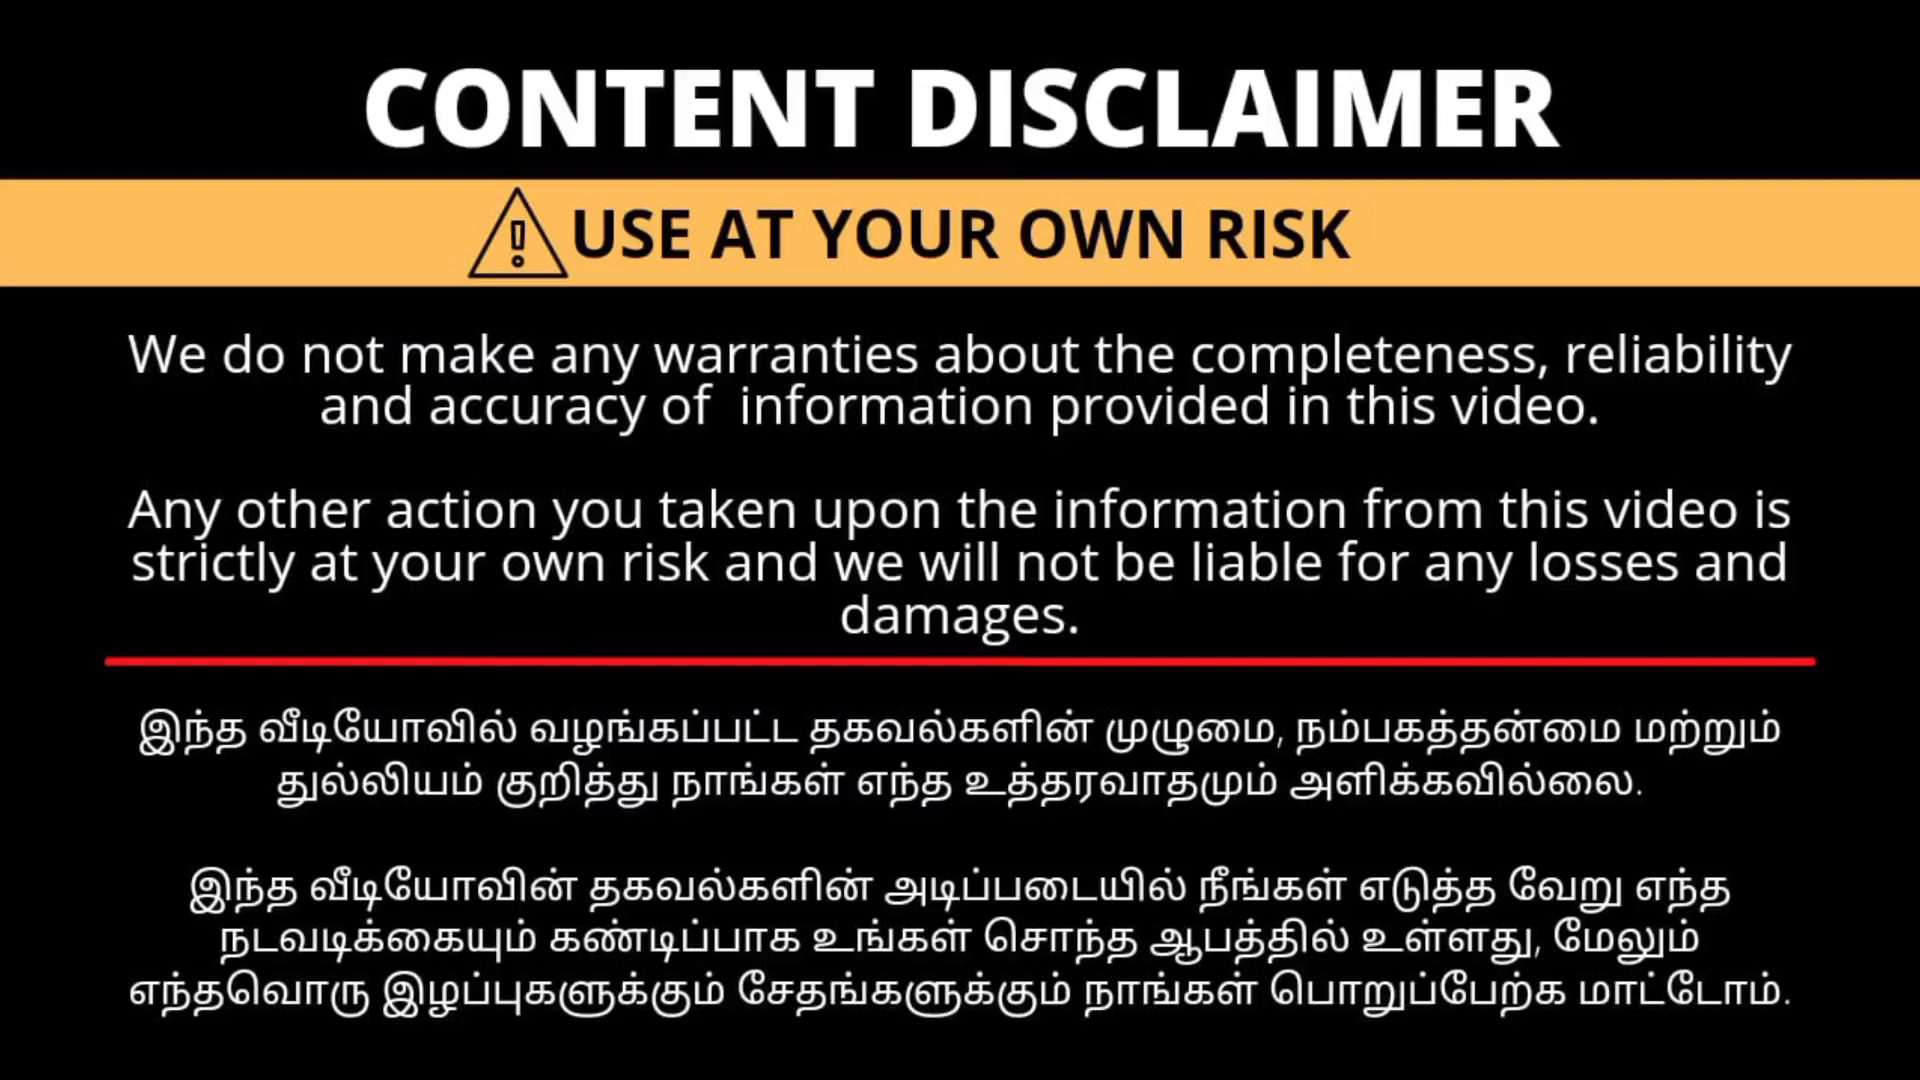 CONTENT DISCLAIMER
USE AT YOUR OWN RISK
We do not make any warranties about the completeness, reliability
and accuracy of information provided in this video.
Any other action you taken upon the information from this video is
strictly at your own risk and we will not be liable for any losses and
damages.
இந்த வீடியோவில் வழங்கப்பட்ட தகவல்களின் முழுமை, நம்பகத்தன்மை மற்றும்
துல்லியம் குறித்து நாங்கள் எந்த உத்தரவாதமும் அளிக்கவில்லை.
இந்த வீடியோவின் தகவல்களின் அடிப்படையில் நீங்கள் எடுத்த வேறு எந்த
நடவடிக்கையும் கண்டிப்பாக உங்கள் சொந்த ஆபத்தில் உள்ளது, மேலும்
எந்தவொரு இழப்புகளுக்கும் சேதங்களுக்கும் நாங்கள் பொறுப்பேற்க மாட்டோம்.